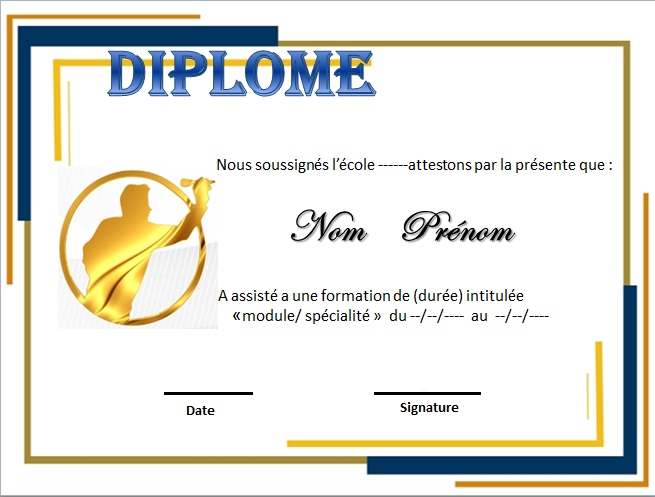 DIPLOME
Nous soussignés l'école ------attestons par la présente que :
Nom Prénom
A assisté a une formation de (durée) intitulée
«module/ spécialité » du --/--/---- au --/--/----
Date Signature